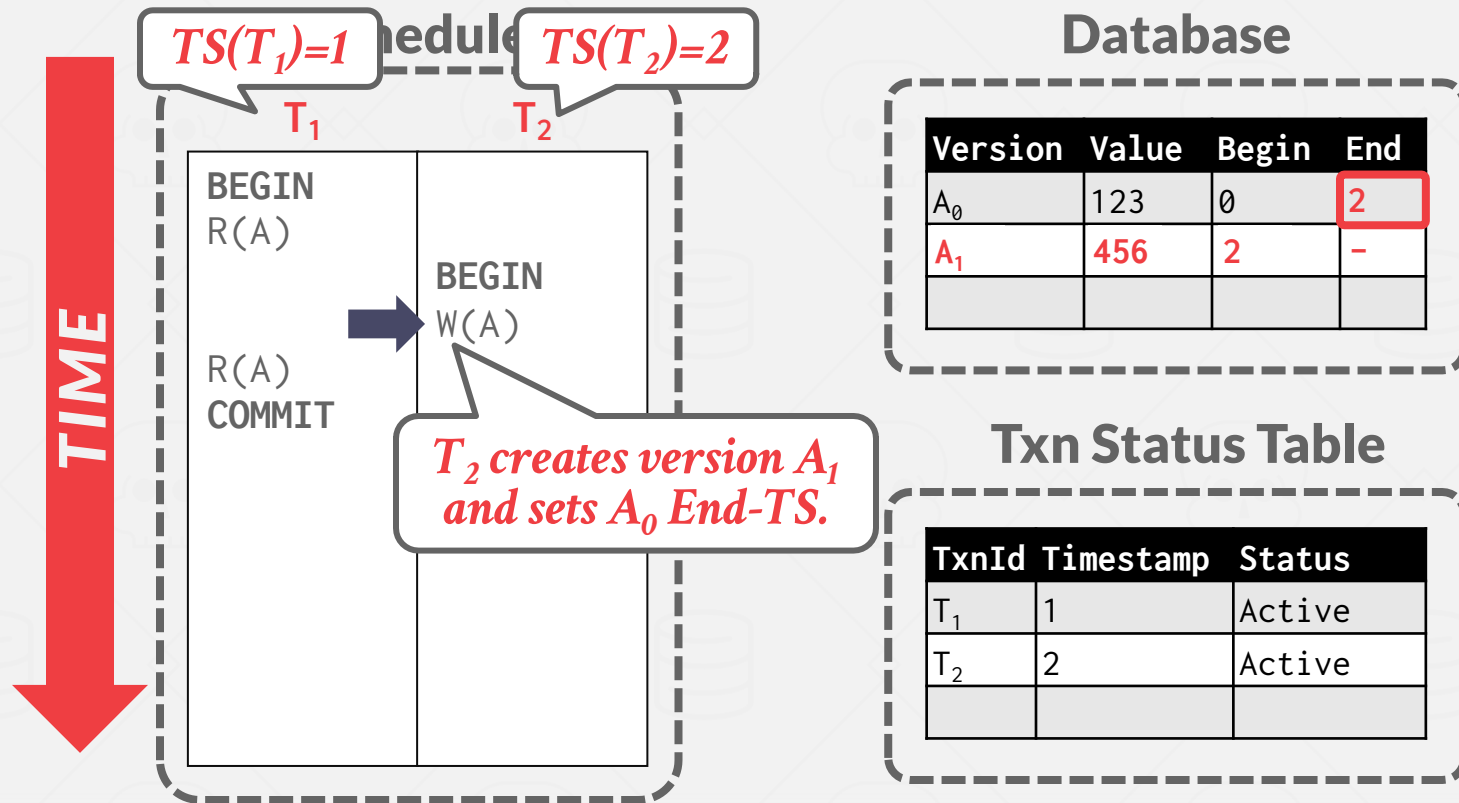 TS(T₁)=1
hedule
TS(T₂)=2
T₁
T₂
TIME
BEGIN
R(A)
BEGIN
W(A)
R(A)
COMMIT
T₂ creates version A₁
and sets A₀ End-TS.
Database
Version Value Begin End
A₀ 123 0 2
A₁ 456 2 -
Txn Status Table
TxnId Timestamp Status
T₁ 1 Active
T₂ 2 Active